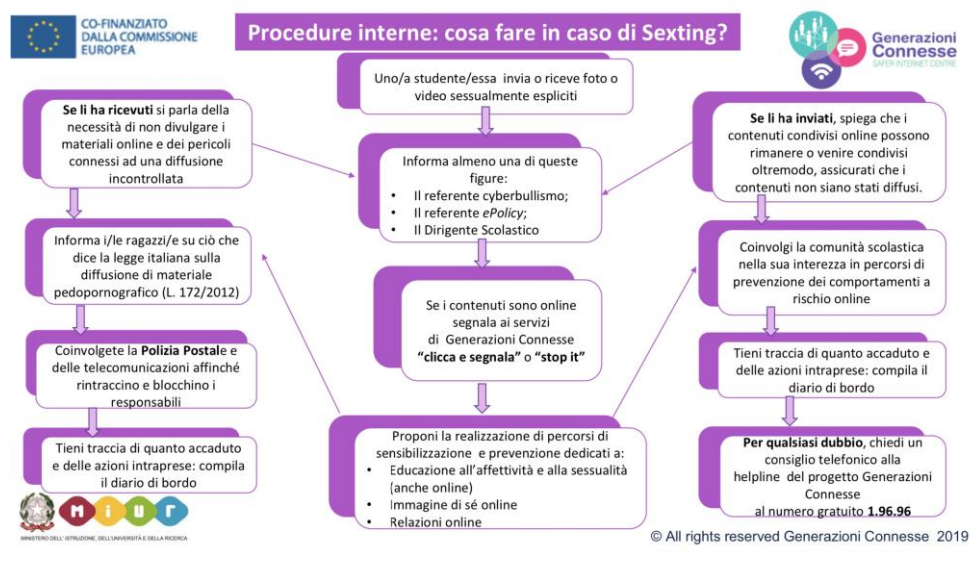 CO-FINANZIATO
DALLA COMMISSIONE
EUROPEA
Procedure interne: cosa fare in caso di Sexting?
Generazioni
Connesse
SAFER INTERNET CENTRE
Uno/a studente/essa invia o riceve foto o
video sessualmente espliciti
Se li ha ricevuti si parla della
necessità di non divulgare i
materiali online e dei pericoli
connessi ad una diffusione
incontrollata
Informa i/le ragazzi/e su ciò che
dice la legge italiana sulla
diffusione di materiale
pedopornografico (L. 172/2012)
Coinvolgete la Polizia Postale e
delle telecomunicazioni affinché
rintraccino e blocchino i
responsabili
Tieni traccia di quanto accaduto
e delle azioni intraprese: compila
il diario di bordo
Informa almeno una di queste
figure:
• Il referente cyberbullismo;
• Il referente ePolicy;
• Il Dirigente Scolastico
Se i contenuti sono online
segnala ai servizi
di Generazioni Connesse
“clicca e segnala” o “stop it”
Proponi la realizzazione di percorsi di
sensibilizzazione e prevenzione dedicati a:
• Educazione all’affettività e alla sessualità
(anche online)
• Immagine di sé online
• Relazioni online
Se li ha inviati, spiega che i
contenuti condivisi online possono
rimanere o venire condivisi
oltremodo, assicurati che i
contenuti non siano stati diffusi.
Coinvolgi la comunità scolastica
nella sua interezza in percorsi di
prevenzione dei comportamenti a
rischio online
Tieni traccia di quanto accaduto e
delle azioni intraprese: compila il
diario di bordo
Per qualsiasi dubbio, chiedi un
consiglio telefonico alla
helpline del progetto Generazioni
Connesse
al numero gratuito 1.96.96
miur
MINISTERO DELL' ISTRUZIONE, DELL'UNIVERSITÀ E DELLA RICERCA
© All rights reserved Generazioni Connesse 2019